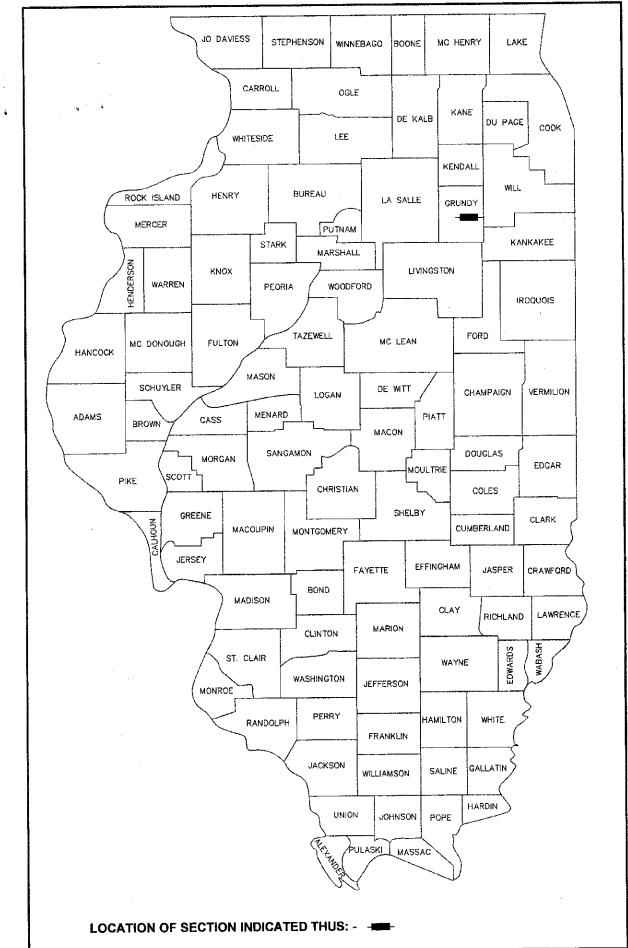 JO DAVIESS
STEPHENSON
WINNEBAGO
BOONE
MC HENRY
LAKE
CARROLL
OGLE
DE KALB
KANE
DU PAGE
COOK
WHITESIDE
LEE
KENDALL
WILL
ROCK ISLAND
HENRY
BUREAU
LA SALLE
GRUNDY
MERCER
PUTNAM
KANKAKEE
STARK
MARSHALL
HENDERSON
WARREN
KNOX
PEORIA
WOODFORD
LIVINGSTON
IROQUOIS
HANCOCK
MC DONOUGH
FULTON
TAZEWELL
MC LEAN
FORD
MASON
SCHUYLER
LOGAN
DE WITT
CHAMPAIGN
VERMILION
ADAMS
BROWN
CASS
MENARD
PIATT
MACON
MORGAN
SANGAMON
DOUGLAS
EDGAR
PIKE
SCOTT
MOULTRIE
CHRISTIAN
COLES
GREENE
MACOUPIN
MONTGOMERY
SHELBY
CUMBERLAND
CLARK
CALHOUN
JERSEY
FAYETTE
EFFINGHAM
JASPER
CRAWFORD
MADISON
BOND
CLAY
RICHLAND
LAWRENCE
CLINTON
MARION
ST. CLAIR
WAYNE
EDWARDS
WABASH
WASHINGTON
JEFFERSON
MONROE
RANDOLPH
PERRY
HAMILTON
WHITE
FRANKLIN
JACKSON
WILLIAMSON
SALINE
GALLATIN
HARDIN
UNION
JOHNSON
POPE
ALEXANDER
PULASKI
MASSAC
LOCATION OF SECTION INDICATED THUS: -